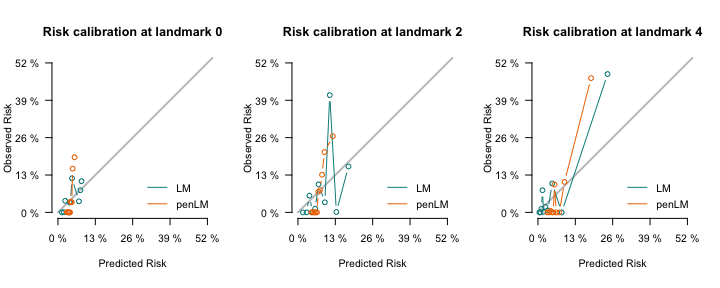 Risk calibration at landmark 0
Observed Risk
52 %
39 %
26 %
13 %
0 %
LM
penLM
0 % 13 % 26 % 39 % 52 %
Predicted Risk
Risk calibration at landmark 2
Observed Risk
52 %
39 %
26 %
13 %
0 %
LM
penLM
0 % 13 % 26 % 39 % 52 %
Predicted Risk
Risk calibration at landmark 4
Observed Risk
52 %
39 %
26 %
13 %
0 %
LM
penLM
0 % 13 % 26 % 39 % 52 %
Predicted Risk